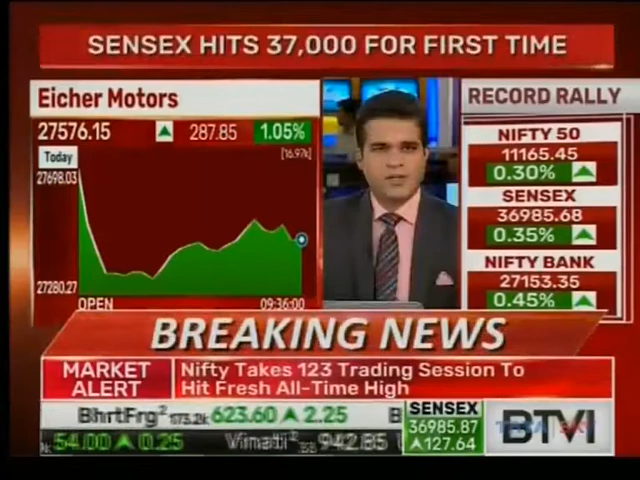 SENSEX HITS 37,000 FOR FIRST TIME
Eicher Motors
27576.15 287.85 1.05%
[16.97k]
Today
27698.03
27280.27
OPEN 09:36:00
RECORD RALLY
NIFTY 50
11165.45
0.30%
SENSEX
36985.68
0.35%
NIFTY BANK
27153.35
0.45%
BREAKING NEWS
MARKET ALERT
Nifty Takes 123 Trading Session To
Hit Fresh All-Time High
BhrtFrg² 173.2k 623.60 2.25 B
54.00 0.25 942.85
SENSEX
36985.87
127.64
BTVI